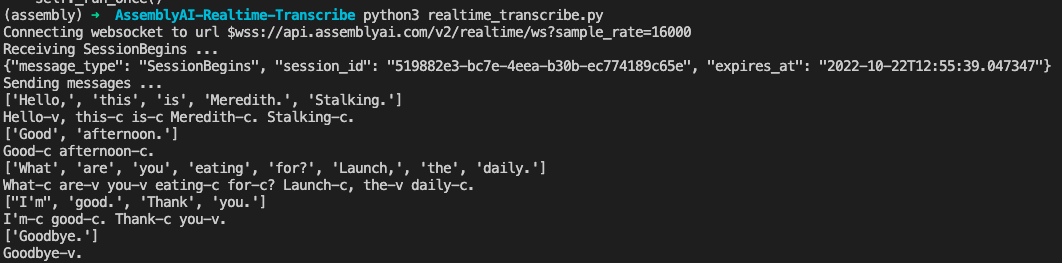 self._run_once()
(assembly) → AssemblyAI-Realtime-Transcribe python3 realtime_transcribe.py
Connecting websocket to url $wss://api.assemblyai.com/v2/realtime/ws?sample_rate=16000
Receiving SessionBegins ...
{"message_type": "SessionBegins", "session_id": "519882e3-bc7e-4eea-b30b-ec774189c65e", "expires_at": "2022-10-22T12:55:39.047347"}
Sending messages ...
['Hello,', 'this', 'is', 'Meredith.', 'Stalking.']
Hello-v, this-c is-c Meredith-c. Stalking-c.
['Good', 'afternoon.']
Good-c afternoon-c.
['What', 'are', 'you', 'eating', 'for?', 'Launch,', 'the', 'daily.']
What-c are-v you-v eating-c for-c? Launch-c, the-v daily-c.
["I'm", 'good.', 'Thank', 'you.']
I'm-c good-c. Thank-c you-v.
['Goodbye.']
Goodbye-v.